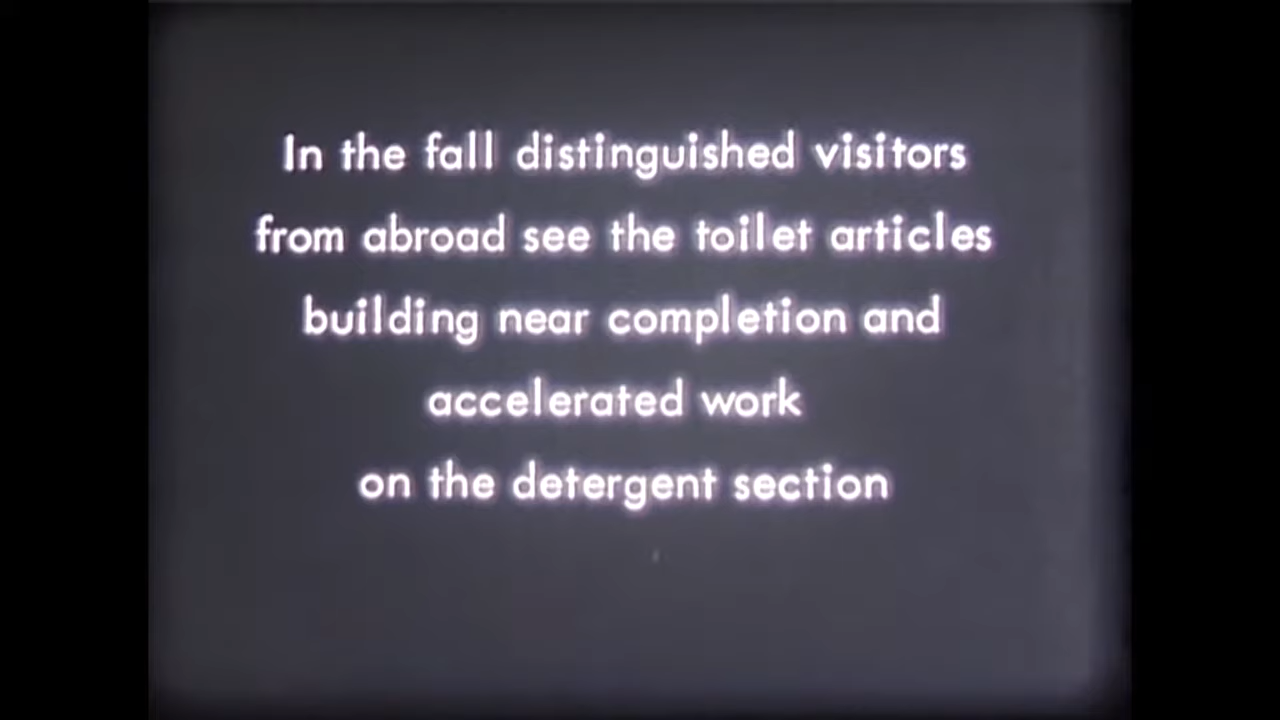 In the fall distinguished visitors
from abroad see the toilet articles
building near completion and
accelerated work
on the detergent section